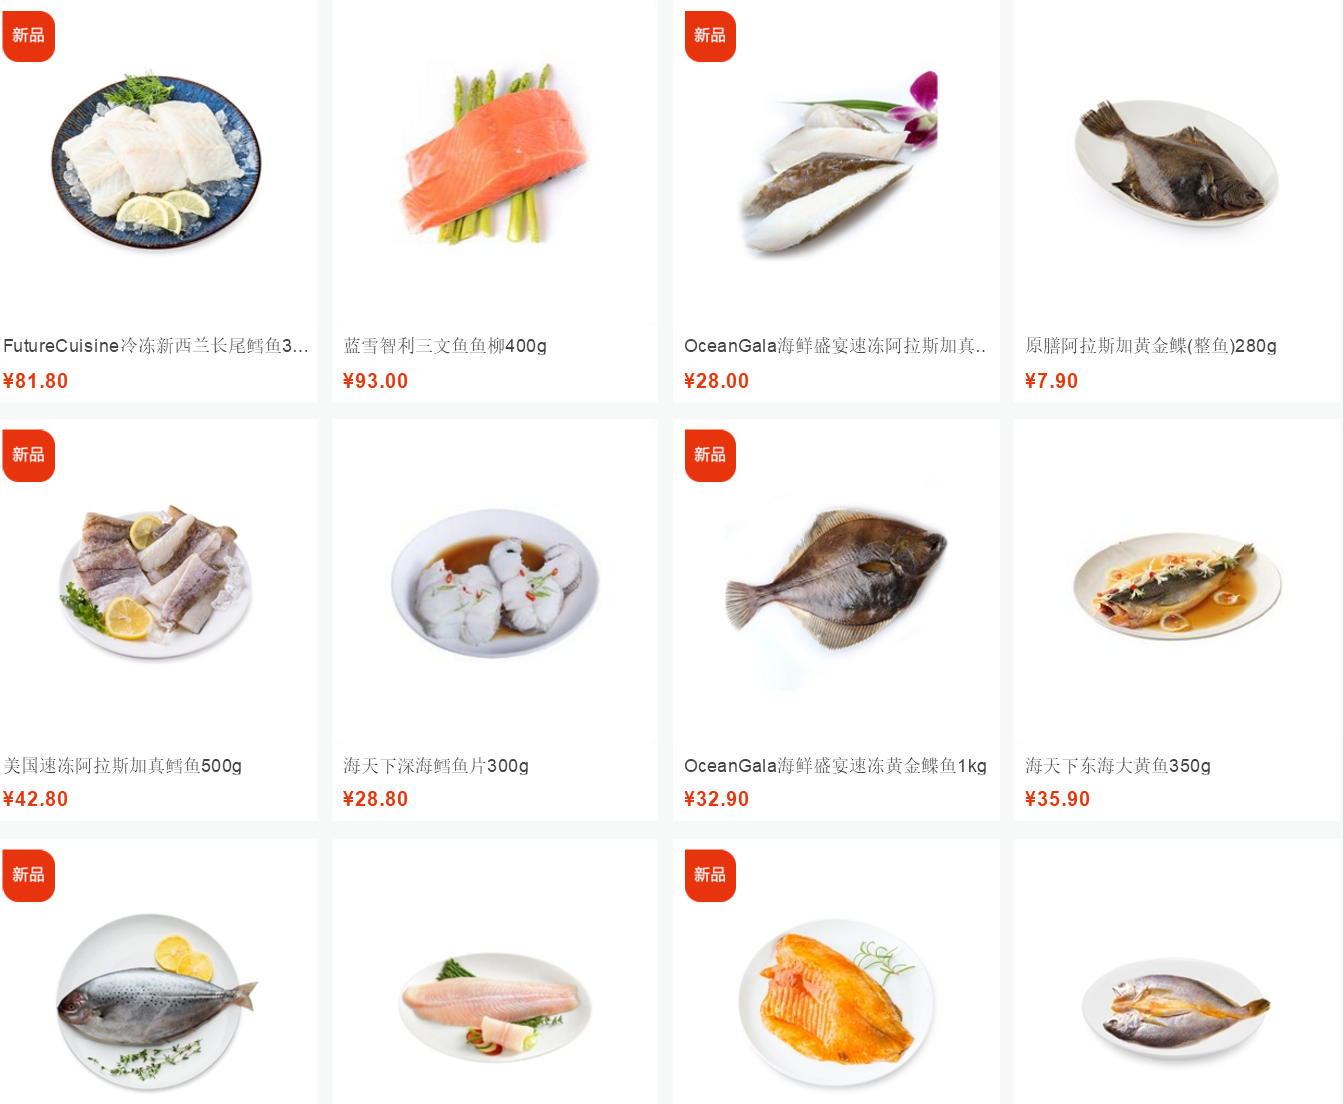 新品
新品
FutureCuisine冷冻新西兰长尾鳕鱼3...
蓝雪智利三文鱼鱼柳400g
OceanGala海鲜盛宴速冻阿拉斯加真..
原膳阿拉斯加黄金鲽(整鱼)280g
¥81.80
¥93.00
¥28.00
¥7.90
新品
新品
美国速冻阿拉斯加真鳕鱼500g
海天下深海鳕鱼片300g
OceanGala海鲜盛宴速冻黄金鲽鱼1kg
海天下东海大黄鱼350g
¥42.80
¥28.80
¥32.90
¥35.90
新品
新品